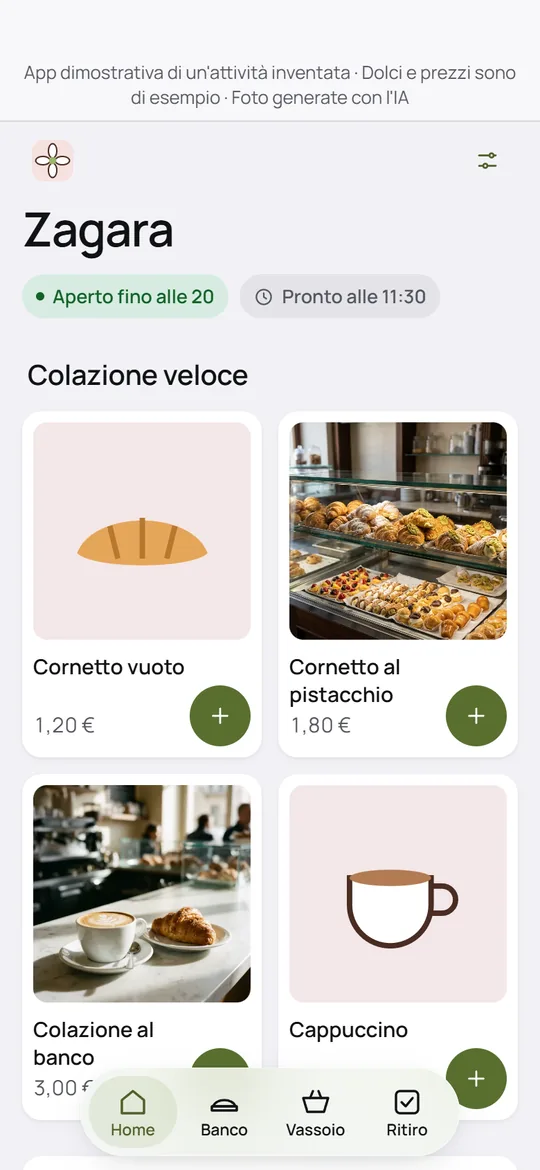 App dimostrativa di un'attività inventata · Dolci e prezzi sono
di esempio · Foto generate con l'IA
Zagara
Aperto fino alle 20
Pronto alle 11:30
Colazione veloce
Cornetto vuoto
1,20 €
Cornetto al
pistacchio
1,80 €
Colazione al
banco
3,00 €
Cappuccino
Home
Banco
Vassoio
Ritiro